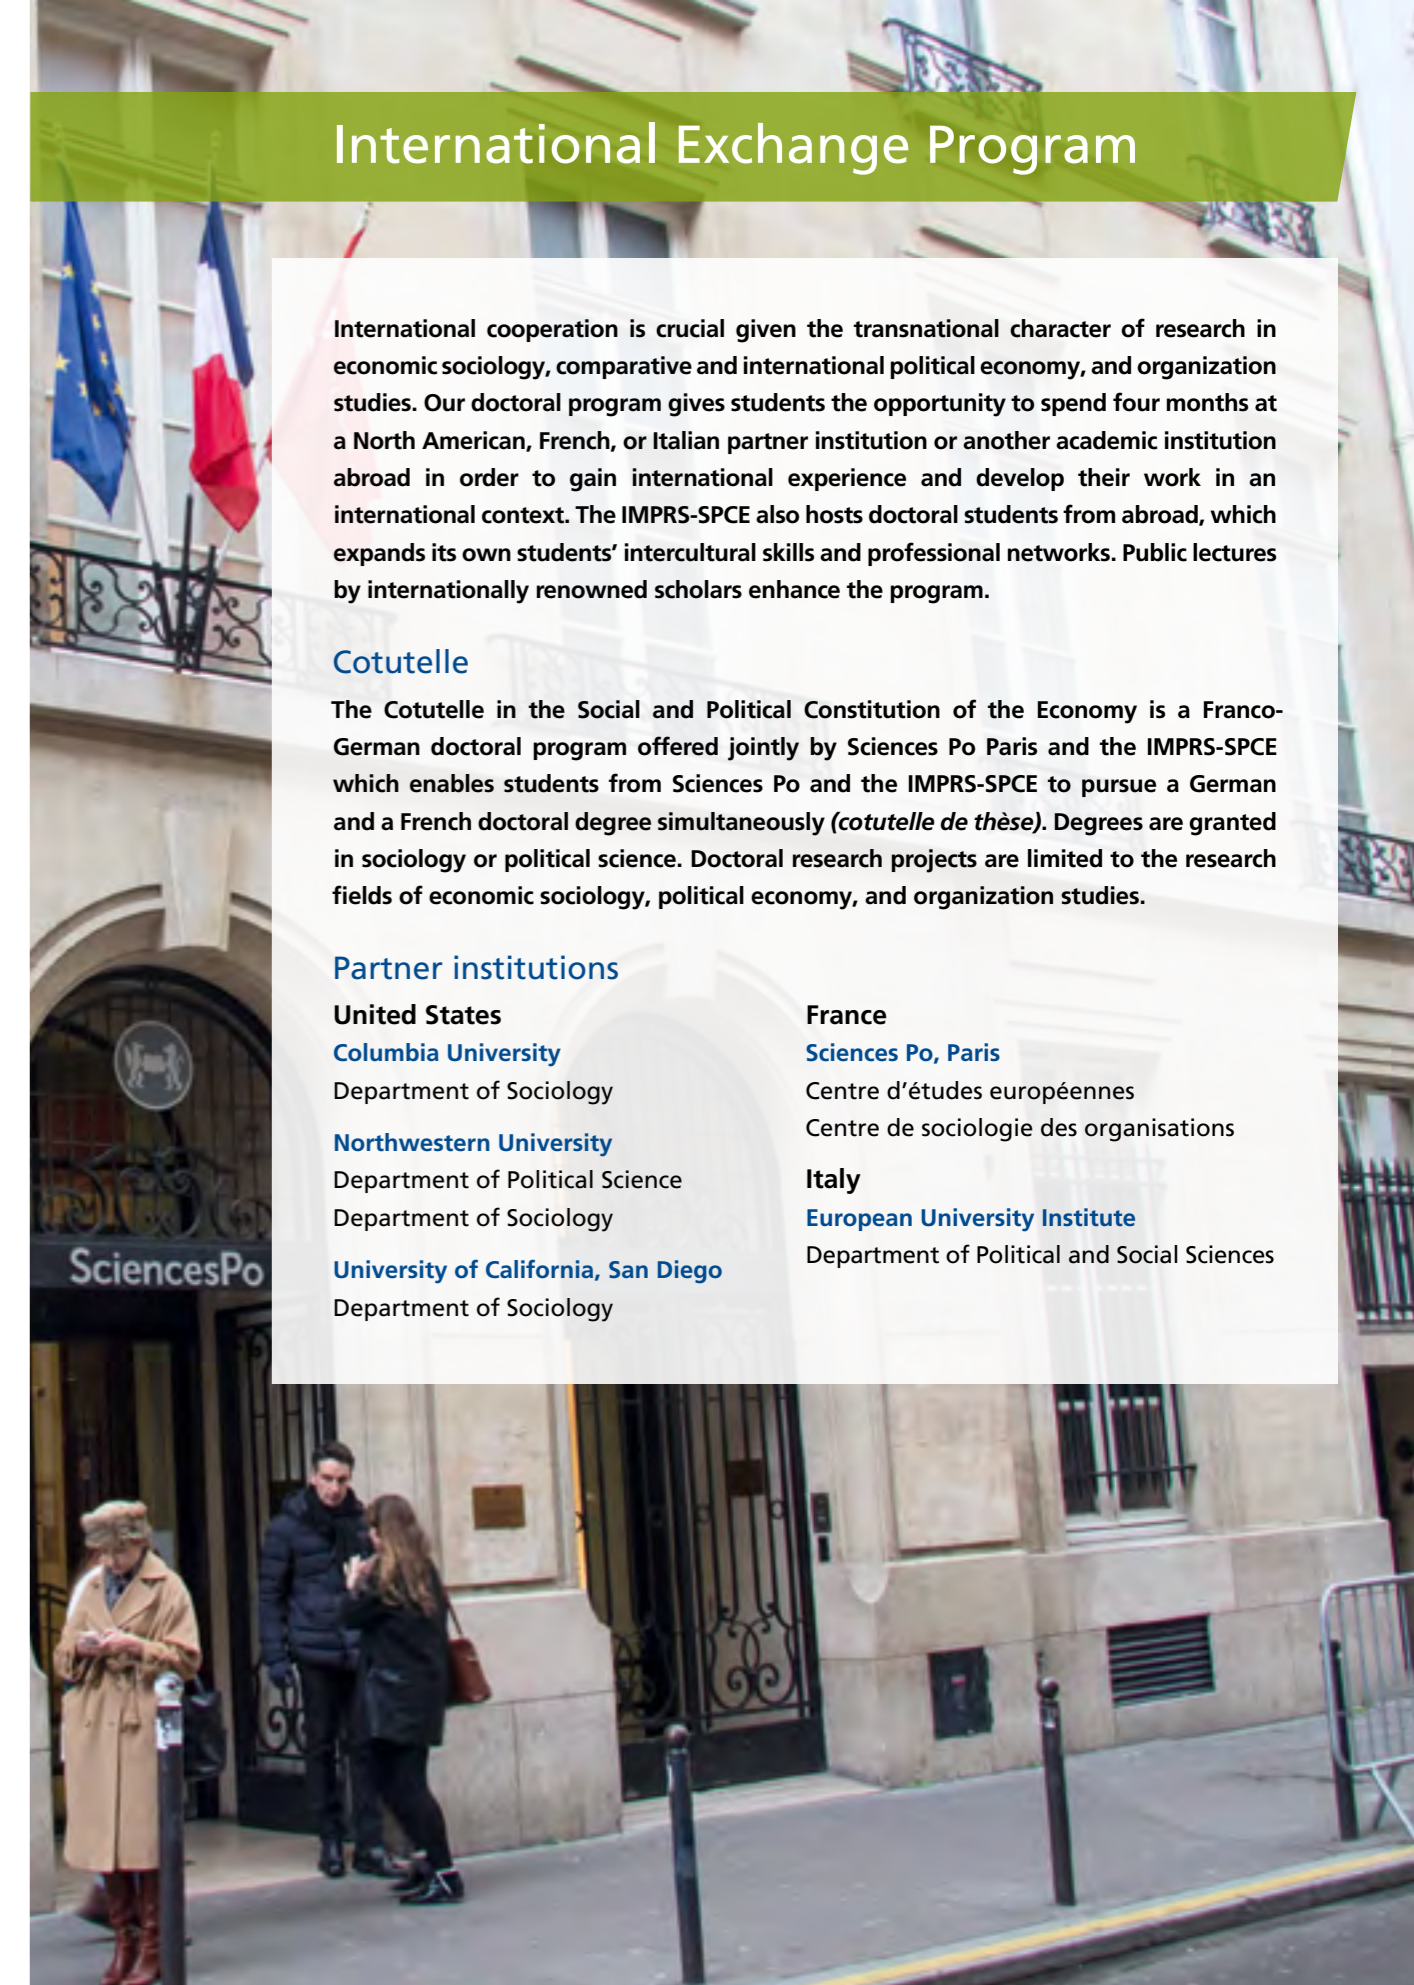 International Exchange Program
International cooperation is crucial given the transnational character of research in
economic sociology, comparative and international political economy, and organization
studies. Our doctoral program gives students the opportunity to spend four months at
a North American, French, or Italian partner institution or another academic institution
abroad in order to gain international experience and develop their work in an
international context. The IMPRS-SPCE also hosts doctoral students from abroad, which
expands its own students’ intercultural skills and professional networks. Public lectures
by internationally renowned scholars enhance the program.
Cotutelle
The Cotutelle in the Social and Political Constitution of the Economy is a Franco-
German doctoral program offered jointly by Sciences Po Paris and the IMPRS-SPCE
which enables students from Sciences Po and the IMPRS-SPCE to pursue a German
and a French doctoral degree simultaneously (cotutelle de thèse). Degrees are granted
in sociology or political science. Doctoral research projects are limited to the research
fields of economic sociology, political economy, and organization studies.
Partner institutions
United States
Columbia University
Department of Sociology
Northwestern University
Department of Political Science
Department of Sociology
University of California, San Diego
Department of Sociology
France
Sciences Po, Paris
Centre d’études européennes
Centre de sociologie des organisations
Italy
European University Institute
Department of Political and Social Sciences
SciencesPo